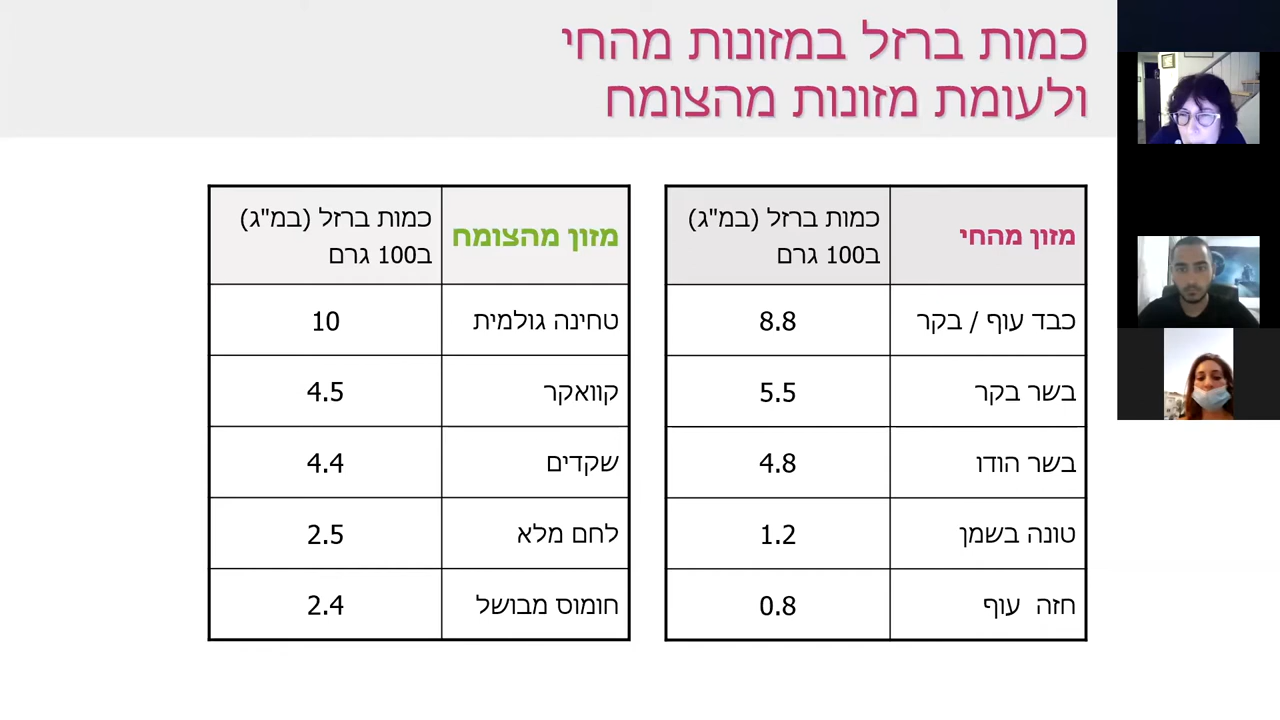 כמות ברזל במזונות מהחי
ולעומת מזונות מהצומח
מזון מהחי
כמות ברזל (במ"ג)
ב100 גרם
כבד עוף / בקר
8.8
בשר בקר
5.5
בשר הודו
4.8
טונה בשמן
1.2
חזה עוף
0.8
מזון מהצומח
כמות ברזל (במ"ג)
ב100 גרם
טחינה גולמית
10
קוואקר
4.5
שקדים
4.4
לחם מלא
2.5
חומוס מבושל
2.4